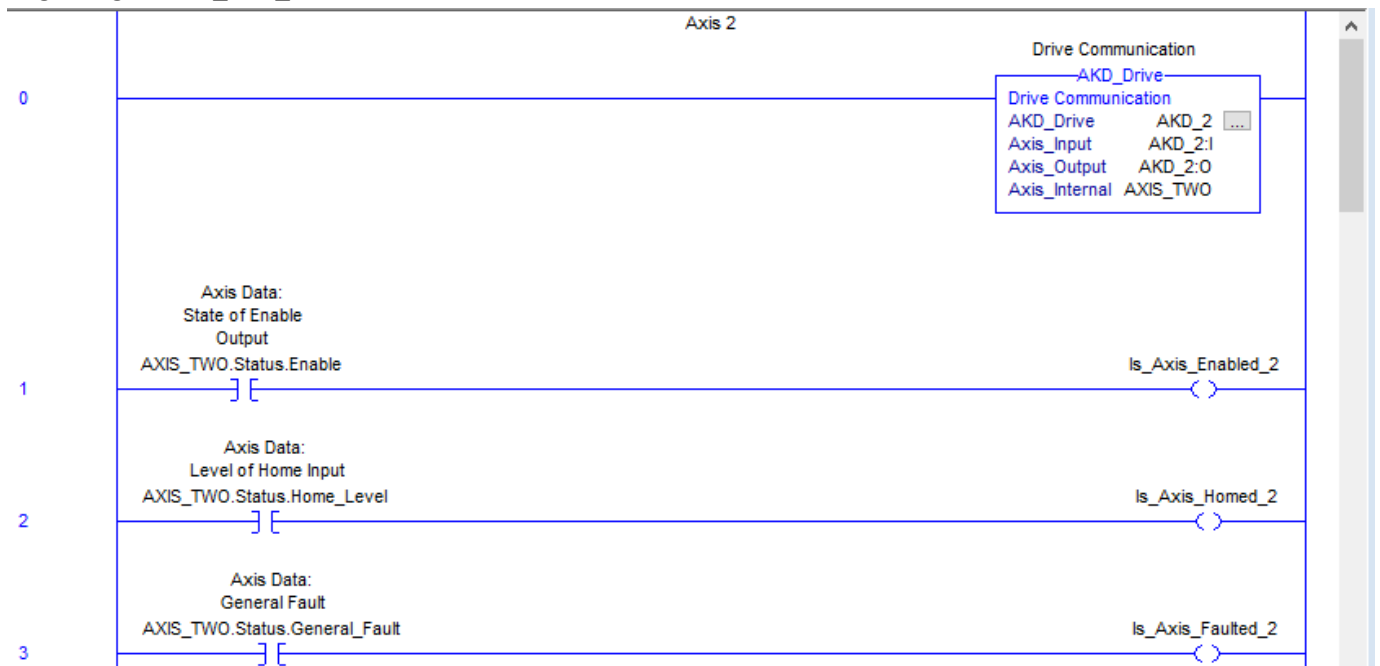 Axis 2
Drive Communication
AKD_Drive
0
Drive Communication
AKD_Drive AKD_2 ...
Axis_Input AKD_2:I
Axis_Output AKD_2:O
Axis_Internal AXIS_TWO
Axis Data:
State of Enable
Output
AXIS_TWO.Status.Enable Is_Axis_Enabled_2
1
Axis Data:
Level of Home Input
AXIS_TWO.Status.Home_Level Is_Axis_Homed_2
2
Axis Data:
General Fault
AXIS_TWO.Status.General_Fault Is_Axis_Faulted_2
3